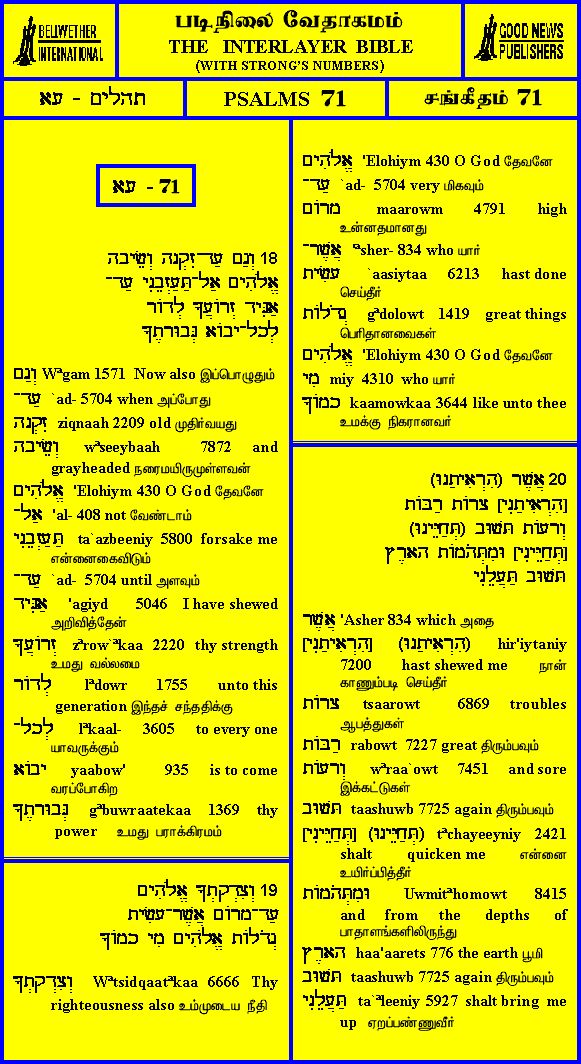 BELLWETHER
INTERNATIONAL
படிநிலை வேதாகமம்
THE INTERLAYER BIBLE
(WITH STRONG'S NUMBERS)
GOOD NEWS
PUBLISHERS
תהלים - עא
PSALMS 71
சங்கீதம் 71
עא - 71
18 וְגַם עַד־זִקְנָה וְשֵׂיבָה
אֱלֹהִים אַל־תַּעַזְבֵנִי עַד־
אַגִּיד זְרוֹעֲךָ לְדוֹר
לְכָל־יָבוֹא גְּבוּרָתֶךָ
וְגַם Wªgam 1571 Now also இப்பொழுதும்
עַד־ `ad- 5704 when அப்போது
זִקְנָה ziqnaah 2209 old முதிர்வயது
וְשֵׂיבָה wªseeybaah 7872 and
grayheaded நரைமயிருமுள்ளவன்
אֱלֹהִים 'Elohiym 430 O God தேவனே
אַל־ 'al- 408 not வேண்டாம்
תַּעַזְבֵנִי ta`azbeeniy 5800 forsake me
என்னைகைவிடும்
עַד־ `ad- 5704 until அளவும்
אַגִּיד 'agiyd 5046 I have shewed
அறிவித்தேன்
זְרוֹעֲךָ zªrow`ªkaa 2220 thy strength
உமது வல்லமை
לְדוֹר lªdowr 1755 unto this
generation இந்தச் சந்ததிக்கு
לְכָל־ lªkaal- 3605 to every one
யாவருக்கும்
יָבוֹא yaabow' 935 is to come
வரப்போகிற
גְּבוּרָתֶךָ gªbuwraatekaa 1369 thy
power உமது பராக்கிரமம்
19 וְצִדְקָתְךָ אֱלֹהִים
עַד־מָרוֹם אֲשֶׁר־עָשִׂיתָ
גְדֹלוֹת אֱלֹהִים מִי כָמוֹךָ
וְצִדְקָתְךָ Wªtsidqaatªkaa 6666 Thy
righteousness also உம்முடைய நீதி
אֱלֹהִים 'Elohiym 430 O God தேவனே
עַד־ `ad- 5704 very மிகவும்
מָרוֹם maarowm 4791 high
உன்னதமானது
אֲשֶׁר־ ªsher- 834 who யார்
עָשִׂיתָ `aasiytaa 6213 hast done
செய்தீர்
גְדֹלוֹת gªdolowt 1419 great things
பெரிதானவைகள்
אֱלֹהִים 'Elohiym 430 O God தேவனே
מִי miy 4310 who யார்
כָמוֹךָ kaamowkaa 3644 like unto thee
உமக்கு நிகரானவர்
20 אֲשֶׁר (הִרְאִיתַנוּ)
[הִרְאִיתַנִי] צָרוֹת רַבּוֹת
וְרָעוֹת תָּשׁוּב (תְּחַיֵּינוּ)
[תְּחַיֵּינִי] וּמִתְּהֹמוֹת הָאָרֶץ
תָּשׁוּב תַּעֲלֵנִי
אֲשֶׁר 'Asher 834 which அதை
[הִרְאִיתַנִי] (הִרְאִיתַנוּ) hir'iytaniy
7200 hast shewed me நான்
காணும்படி செய்தீர்
צָרוֹת tsaarowt 6869 troubles
ஆபத்துகள்
רַבּוֹת rabowt 7227 great திரும்பவும்
וְרָעוֹת wªraa`owt 7451 and sore
இக்கட்டுகள்
תָּשׁוּב taashuwb 7725 again திரும்பவும்
[תְּחַיֵּינִי] (תְּחַיֵּינוּ) tªchayeeyniy 2421
shalt quicken me என்னை
உயிர்ப்பித்தீர்
וּמִתְּהֹמוֹת Uwmitªhomowt 8415
and from the depths of
பாதாளங்களிலிருந்து
הָאָרֶץ haa'aarets 776 the earth பூமி
תָּשׁוּב taashuwb 7725 again திரும்பவும்
תַּעֲלֵנִי ta`ªleeniy 5927 shalt bring me
up ஏறப்பண்ணுவீர்